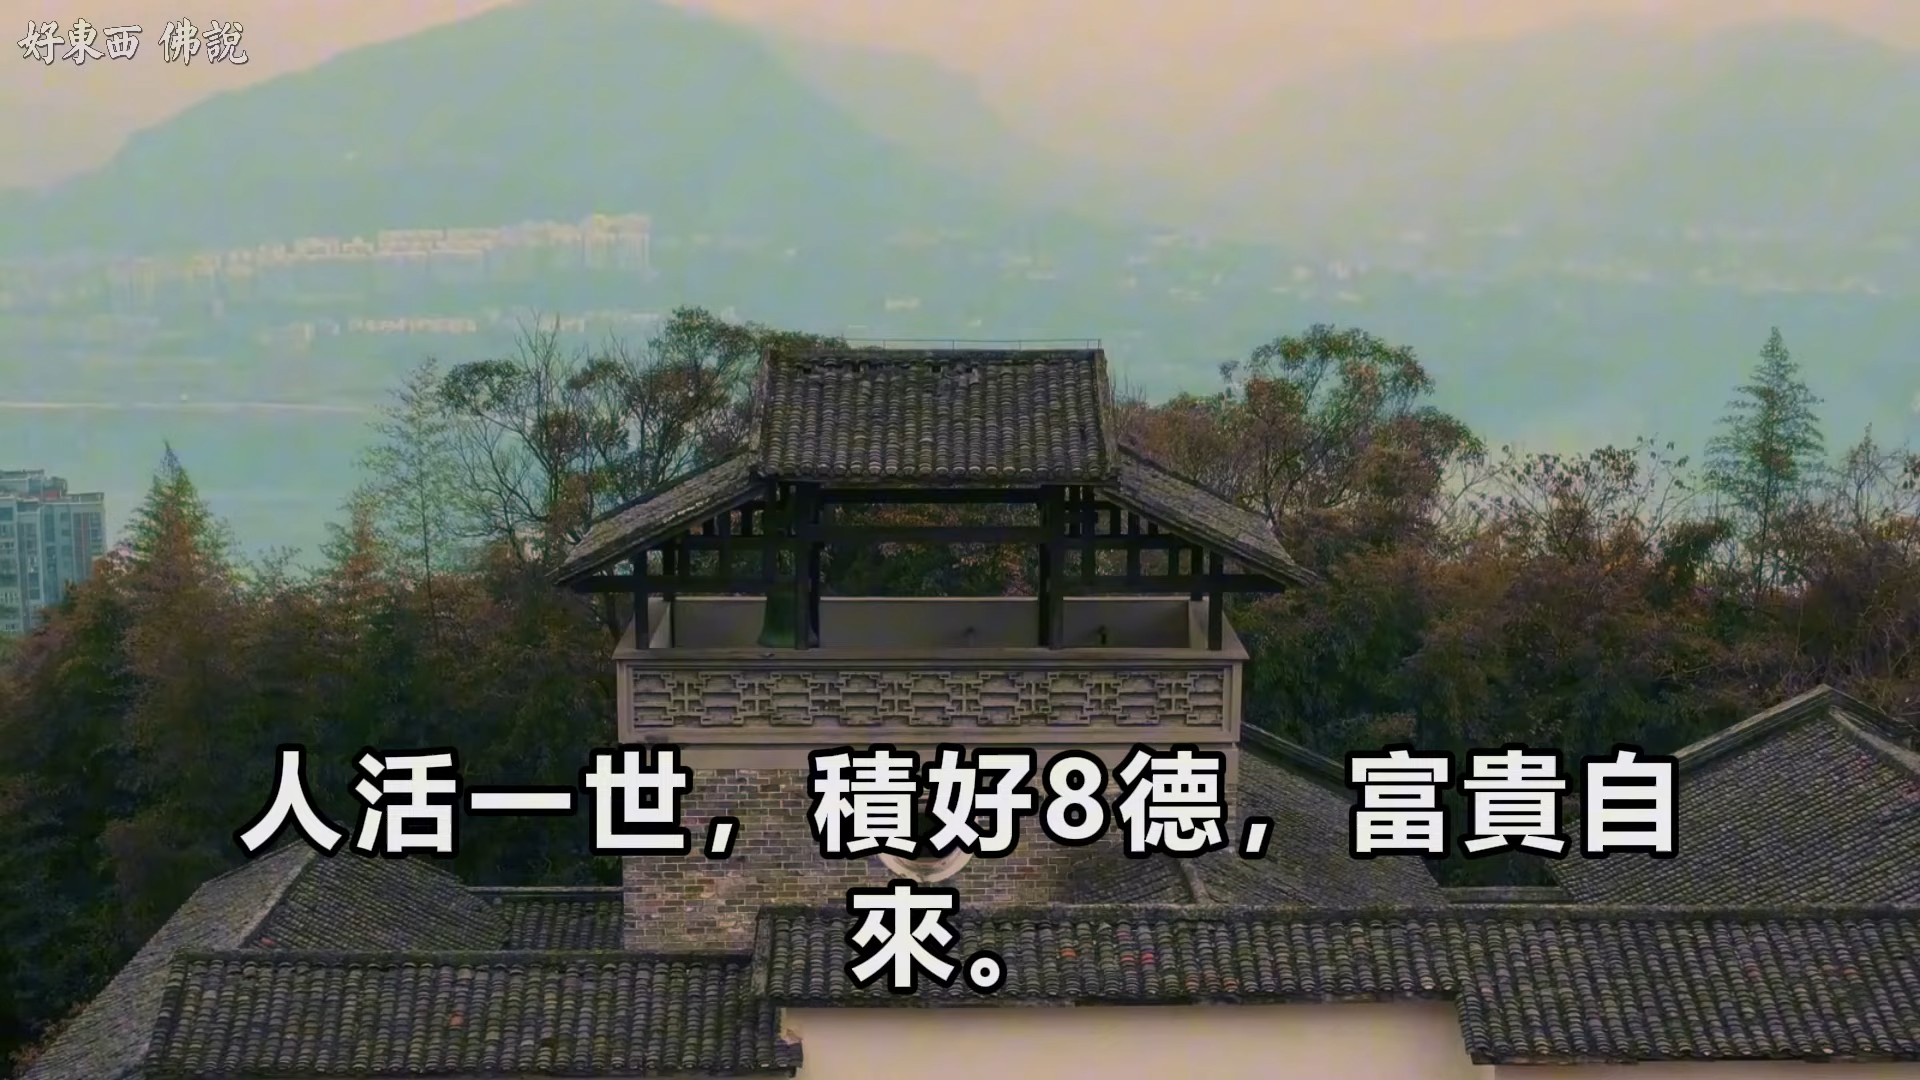 好東西 佛說
人活一世，積好8德，富貴自
來。